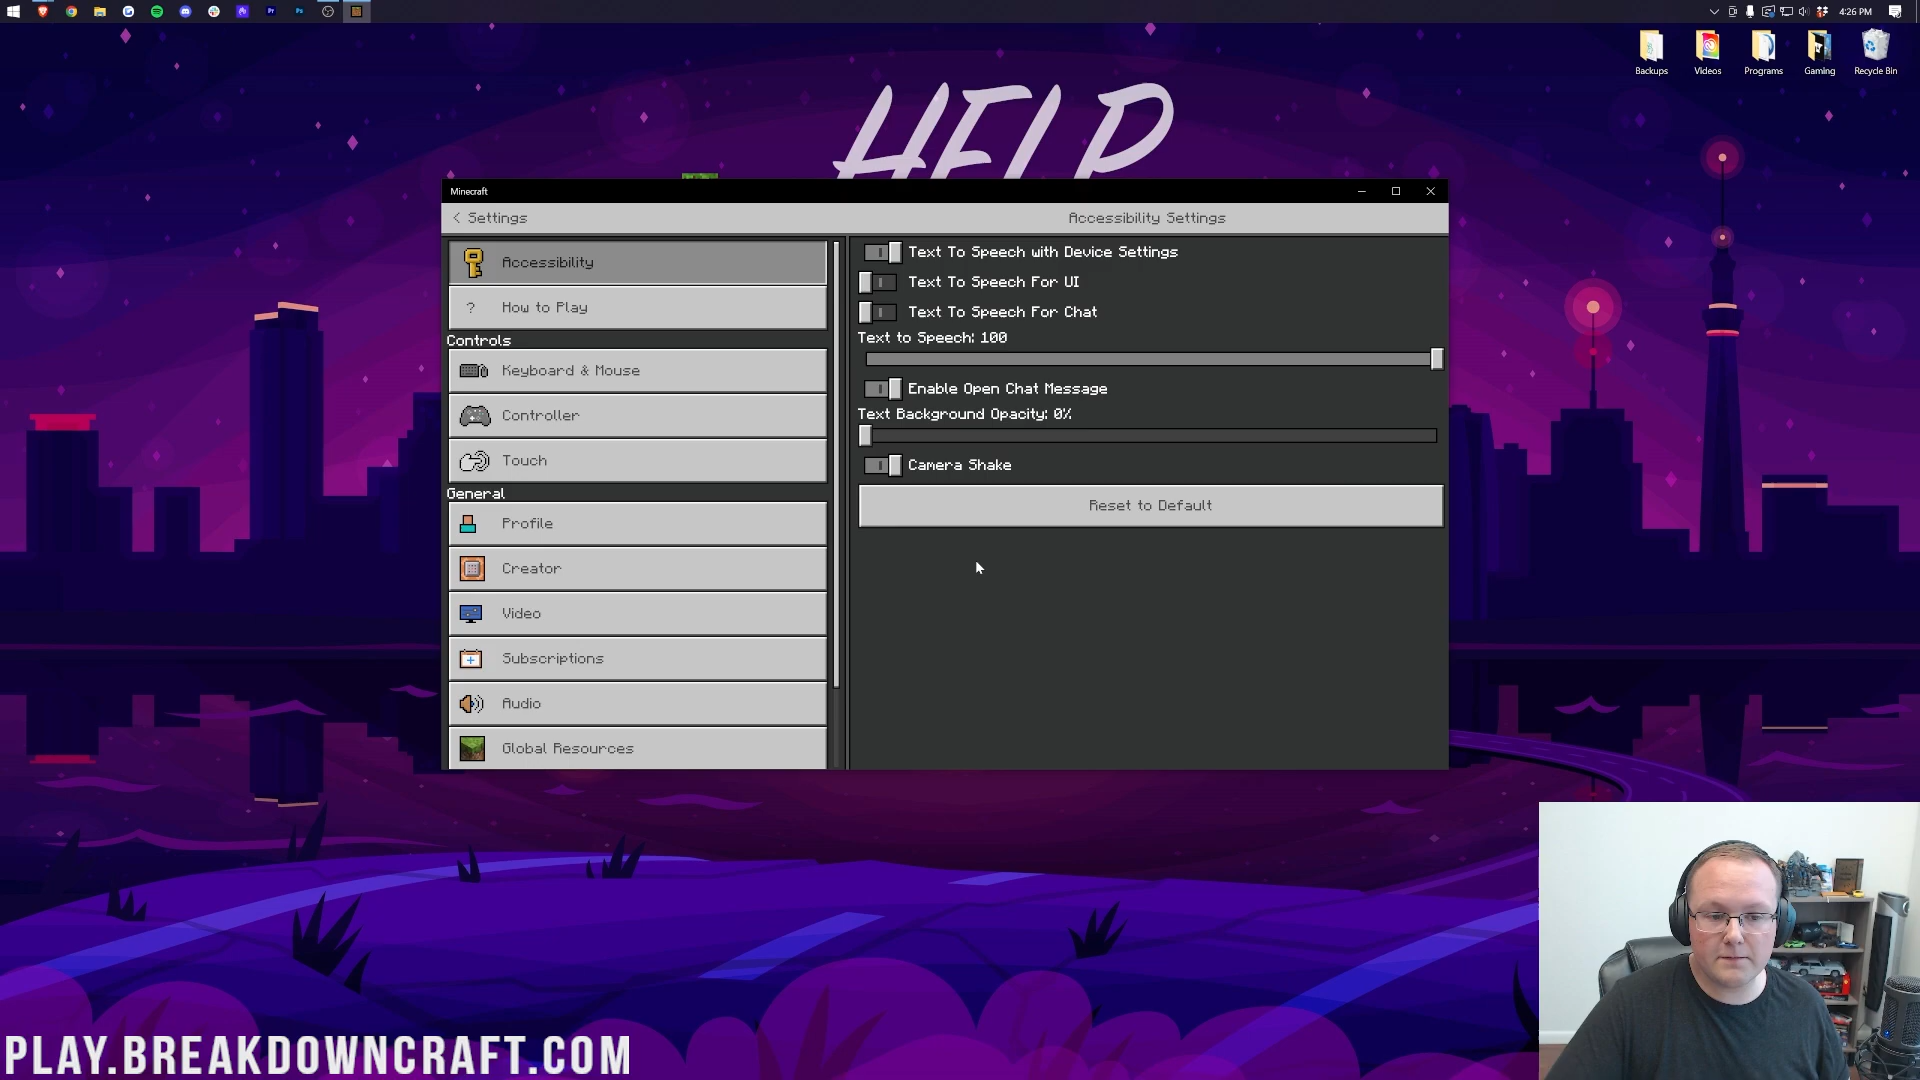 4:26 PM
Backups
Videos
Programs
Gaming
Recycle Bin
HELP
Minecraft
Settings
Accessibility Settings
Accessibility
? How to Play
Controls
Keyboard & Mouse
Controller
Touch
General
Profile
Creator
Video
Subscriptions
Audio
Global Resources
Text To Speech with Device Settings
Text To Speech For UI
Text To Speech For Chat
Text to Speech: 100
Enable Open Chat Message
Text Background Opacity: 0%
Camera Shake
Reset to Default
PLAY.BREAKDOWNCRAFT.COM